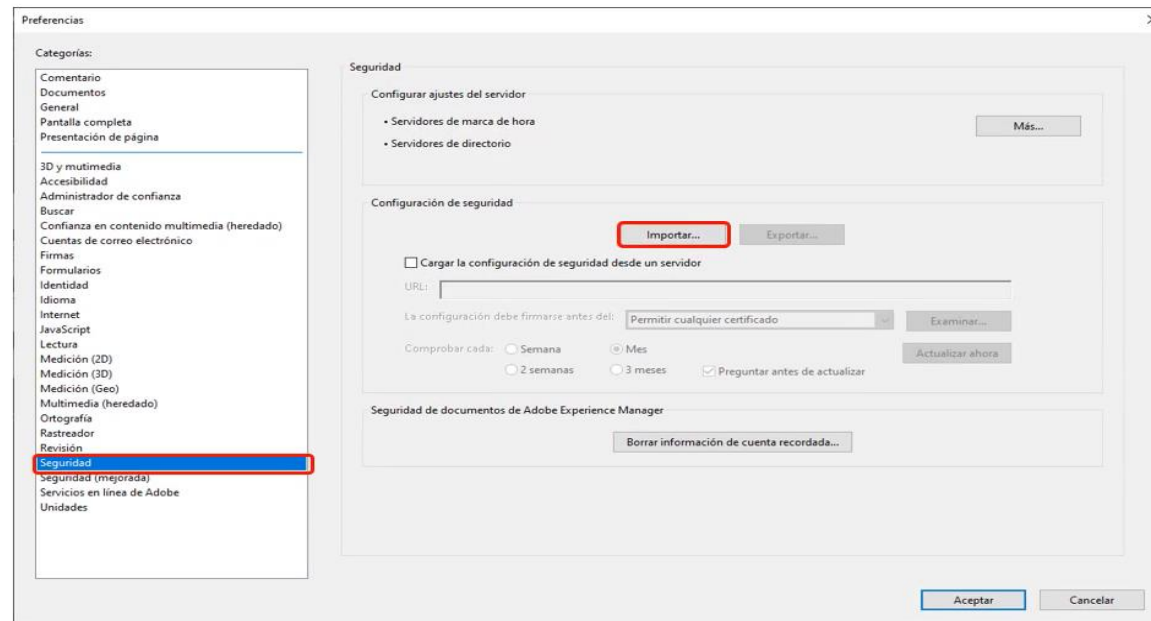 Preferencias
Categorías:
Comentario
Documentos
General
Pantalla completa
Presentación de página
3D y mutimedia
Accesibilidad
Administrador de confianza
Buscar
Confianza en contenido multimedia (heredado)
Cuentas de correo electrónico
Firmas
Formularios
Identidad
Idioma
Internet
JavaScript
Lectura
Medición (2D)
Medición (3D)
Medición (Geo)
Multimedia (heredado)
Ortografía
Rastreador
Revisión
Seguridad
Seguridad (mejorada)
Servicios en línea de Adobe
Unidades
Seguridad
Configurar ajustes del servidor
• Servidores de marca de hora
Más...
• Servidores de directorio
Configuración de seguridad
Importar... Exportar...
Cargar la configuración de seguridad desde un servidor
URL:
La configuración debe firmarse antes del: Permitir cualquier certificado Examinar...
Comprobar cada: Semana Mes Actualizar ahora
2 semanas 3 meses Preguntar antes de actualizar
Seguridad de documentos de Adobe Experience Manager
Borrar información de cuenta recordada...
Aceptar Cancelar